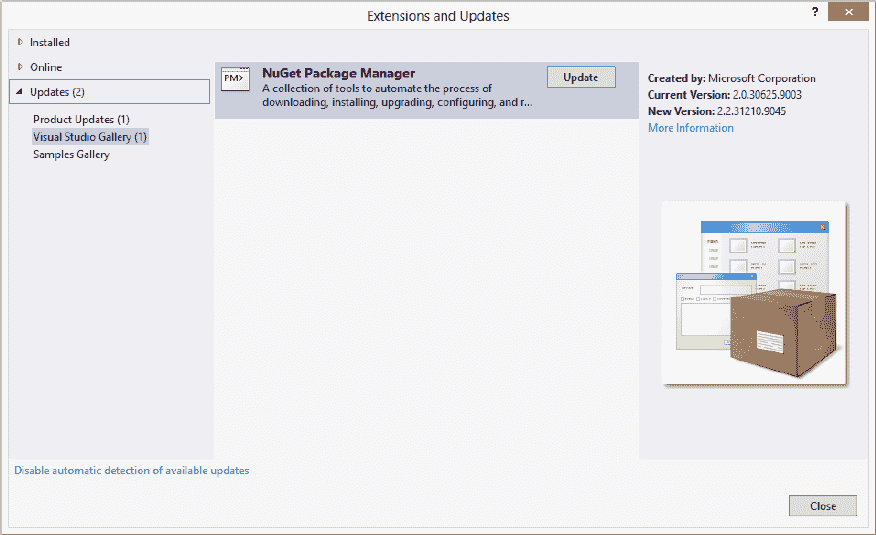 Extensions and Updates
?
Installed
Online
Updates (2)
Product Updates (1)
Visual Studio Gallery (1)
Samples Gallery
PM>
NuGet Package Manager
A collection of tools to automate the process of
downloading, installing, upgrading, configuring, and r...
Update
Created by: Microsoft Corporation
Current Version: 2.0.30625.9003
New Version: 2.2.31210.9045
More Information
Disable automatic detection of available updates
Close